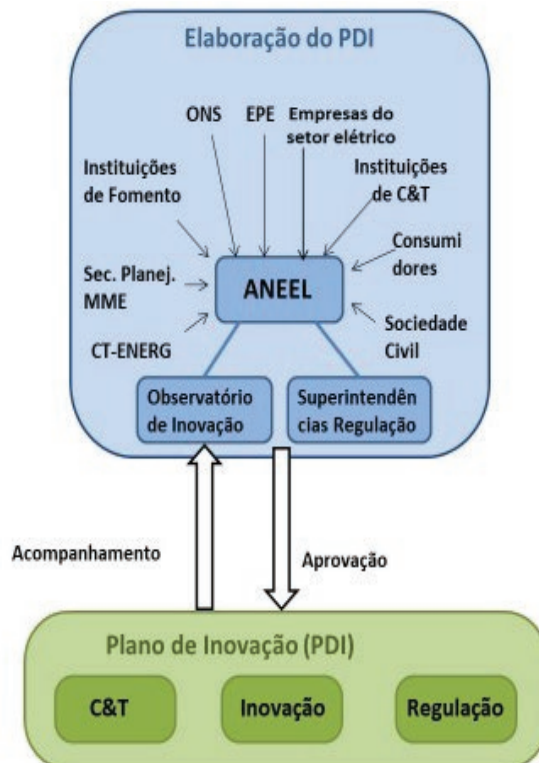 Elaboração do PDI
ONS
EPE
Empresas do
setor elétrico
Instituições
de Fomento
Instituições
de C&T
Sec. Planej.
MME
ANEEL
Consumi
dores
CT-ENERG
Sociedade
Civil
Observatório
de Inovação
Superintendên
cias Regulação
Acompanhamento
Aprovação
Plano de Inovação (PDI)
C&T
Inovação
Regulação